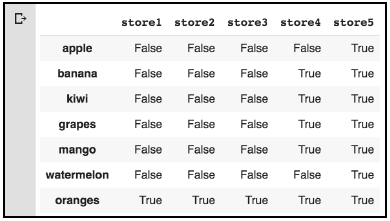 store1 store2 store3 store4 store5
apple False False False False True
banana False False False True True
kiwi False False False True True
grapes False False False True True
mango False False False True True
watermelon False False False False True
oranges True True True True True